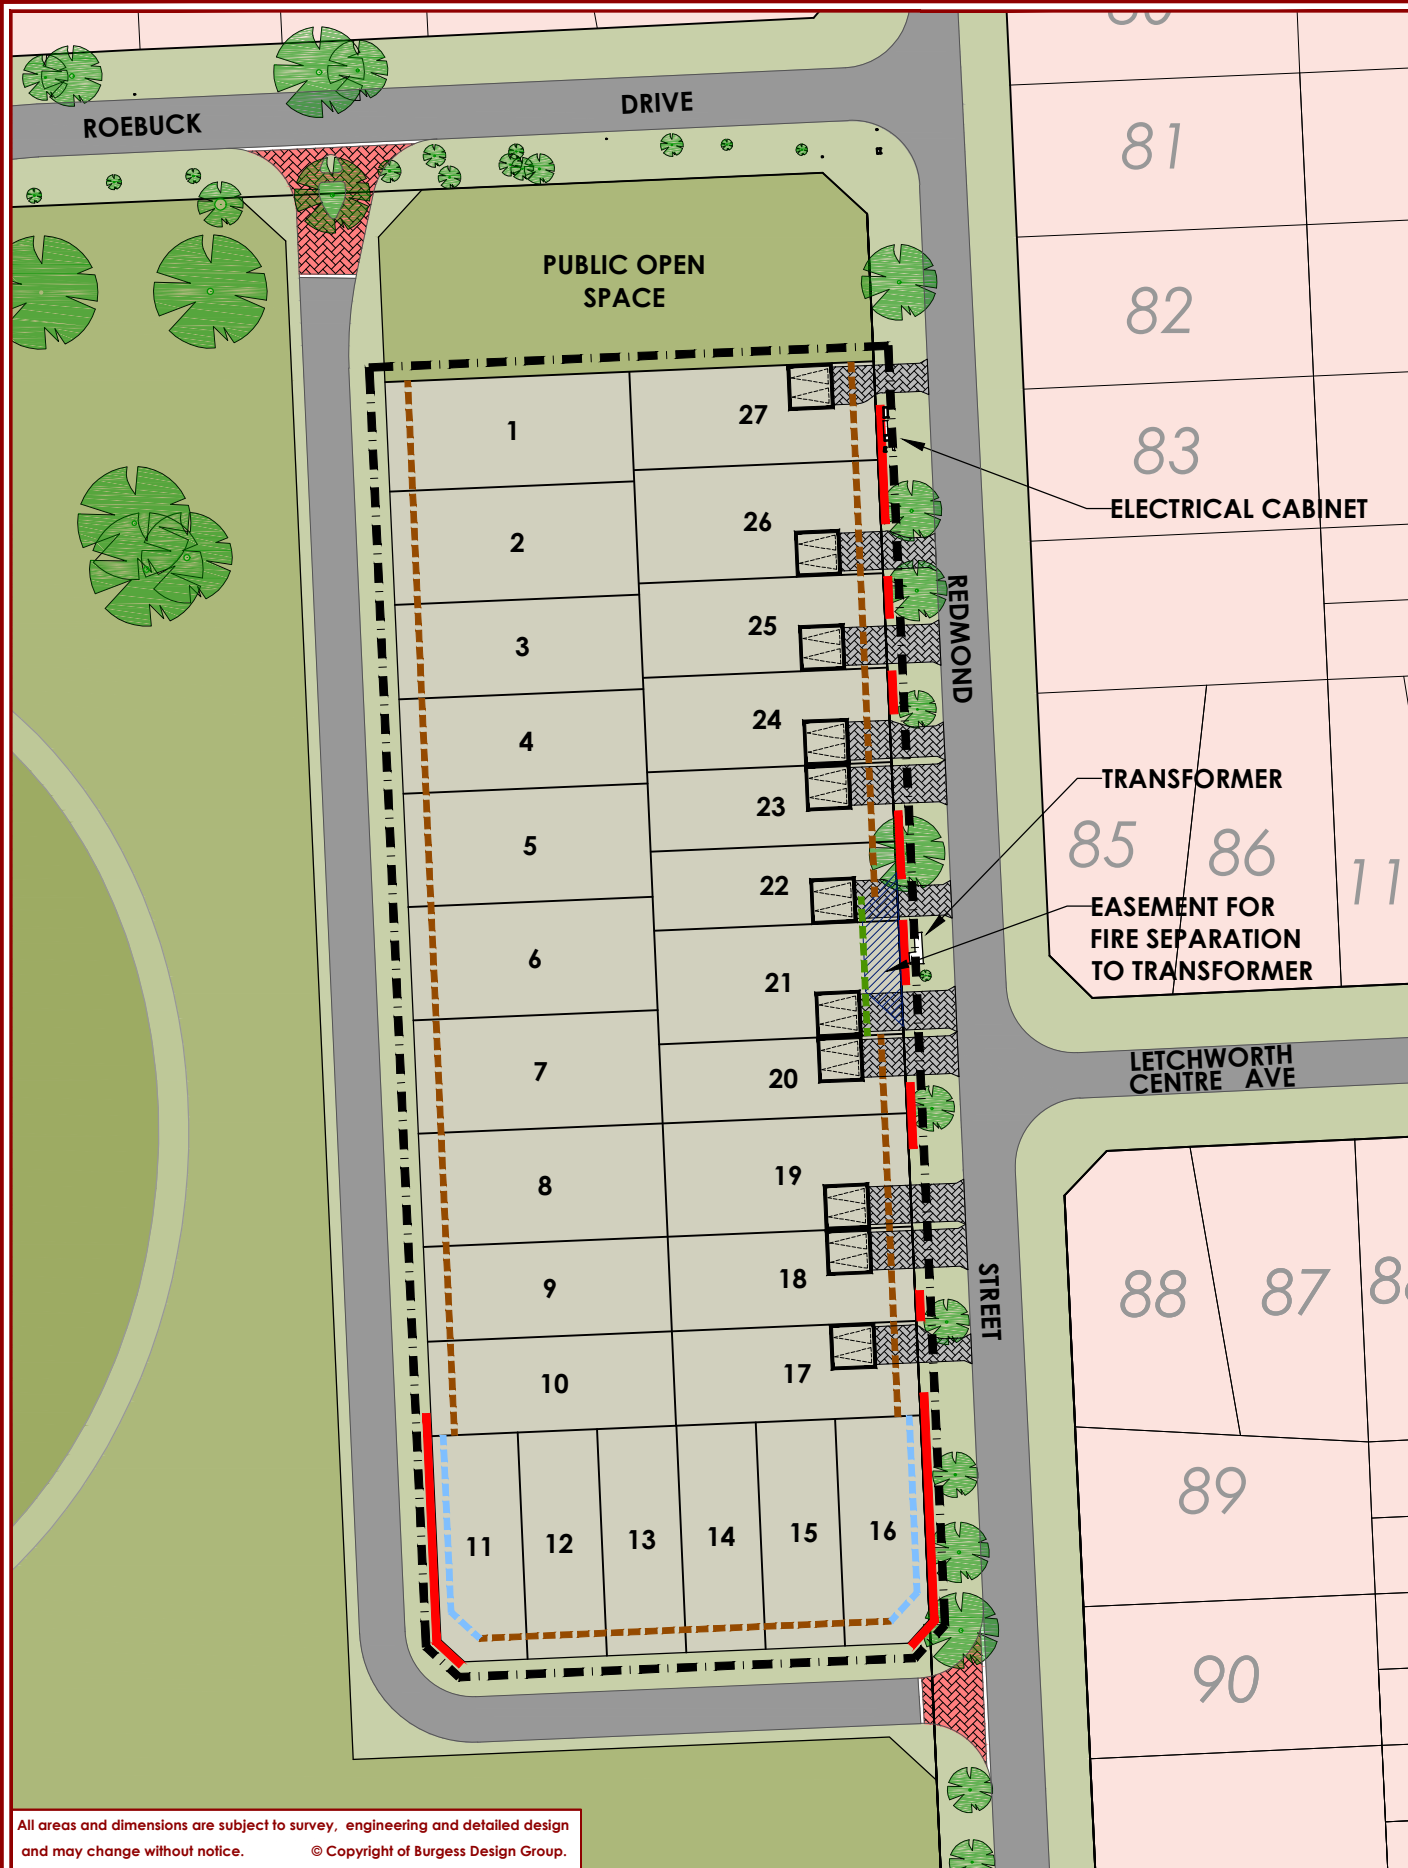 80
81
ROEBUCK DRIVE
PUBLIC OPEN
SPACE
82
1
27
83
ELECTRICAL CABINET
2
26
3
25
REDMOND
4
24
TRANSFORMER
23
5
85
86
11
22
EASEMENT FOR
FIRE SEPARATION
TO TRANSFORMER
6
21
7
20
LETCHWORTH
CENTRE AVE
8
19
9
18
STREET
88
87
10
17
89
11
12
13
14
15
16
90
All areas and dimensions are subject to survey, engineering and detailed design
and may change without notice. © Copyright of Burgess Design Group.